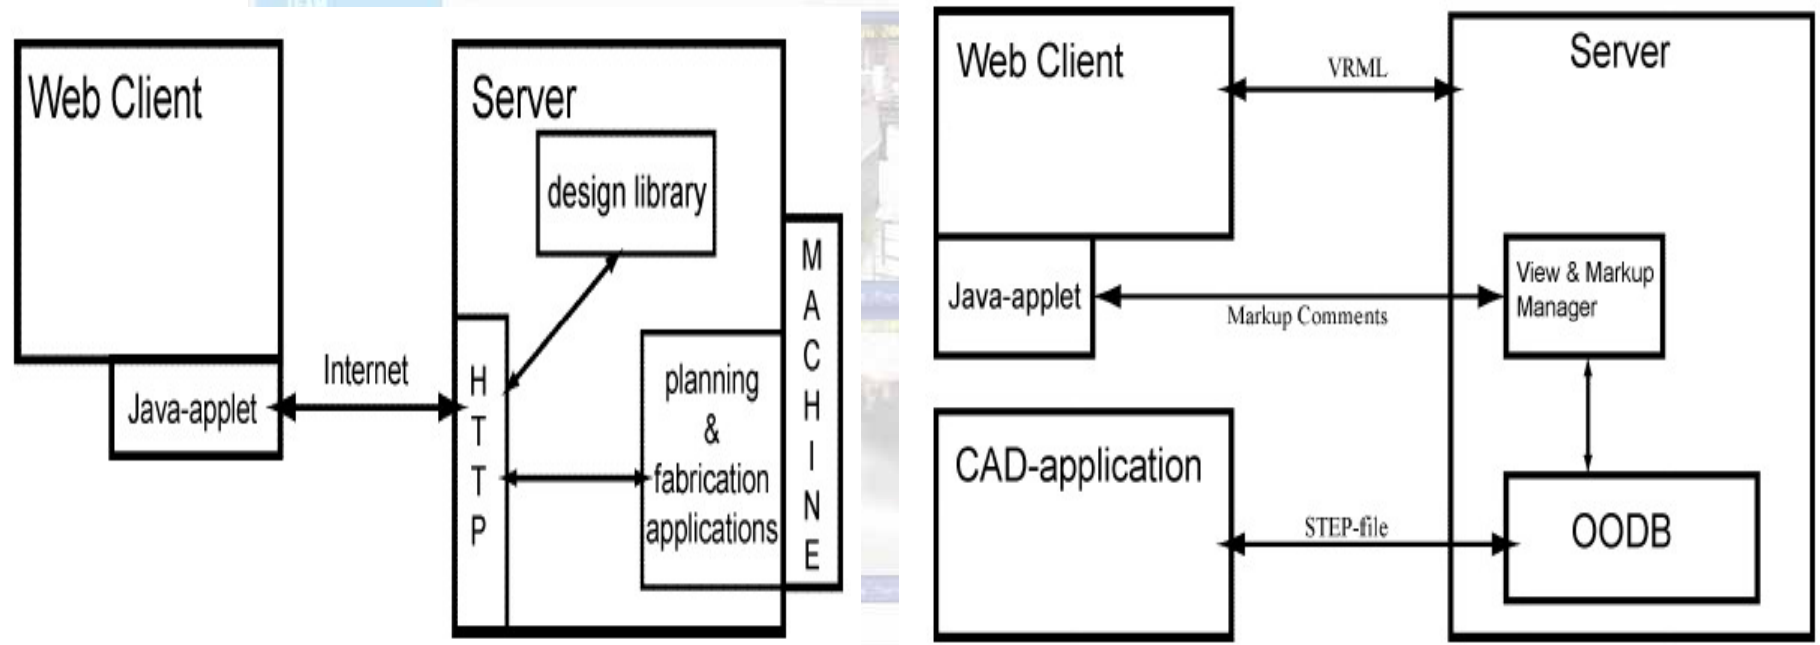 Web Client
Java-applet
Internet
Server
design library
H
T
T
P
planning
&
fabrication
applications
M
A
C
H
I
N
E
Web Client
VRML
Server
Java-applet
Markup Comments
View & Markup
Manager
CAD-application
STEP-file
OODB